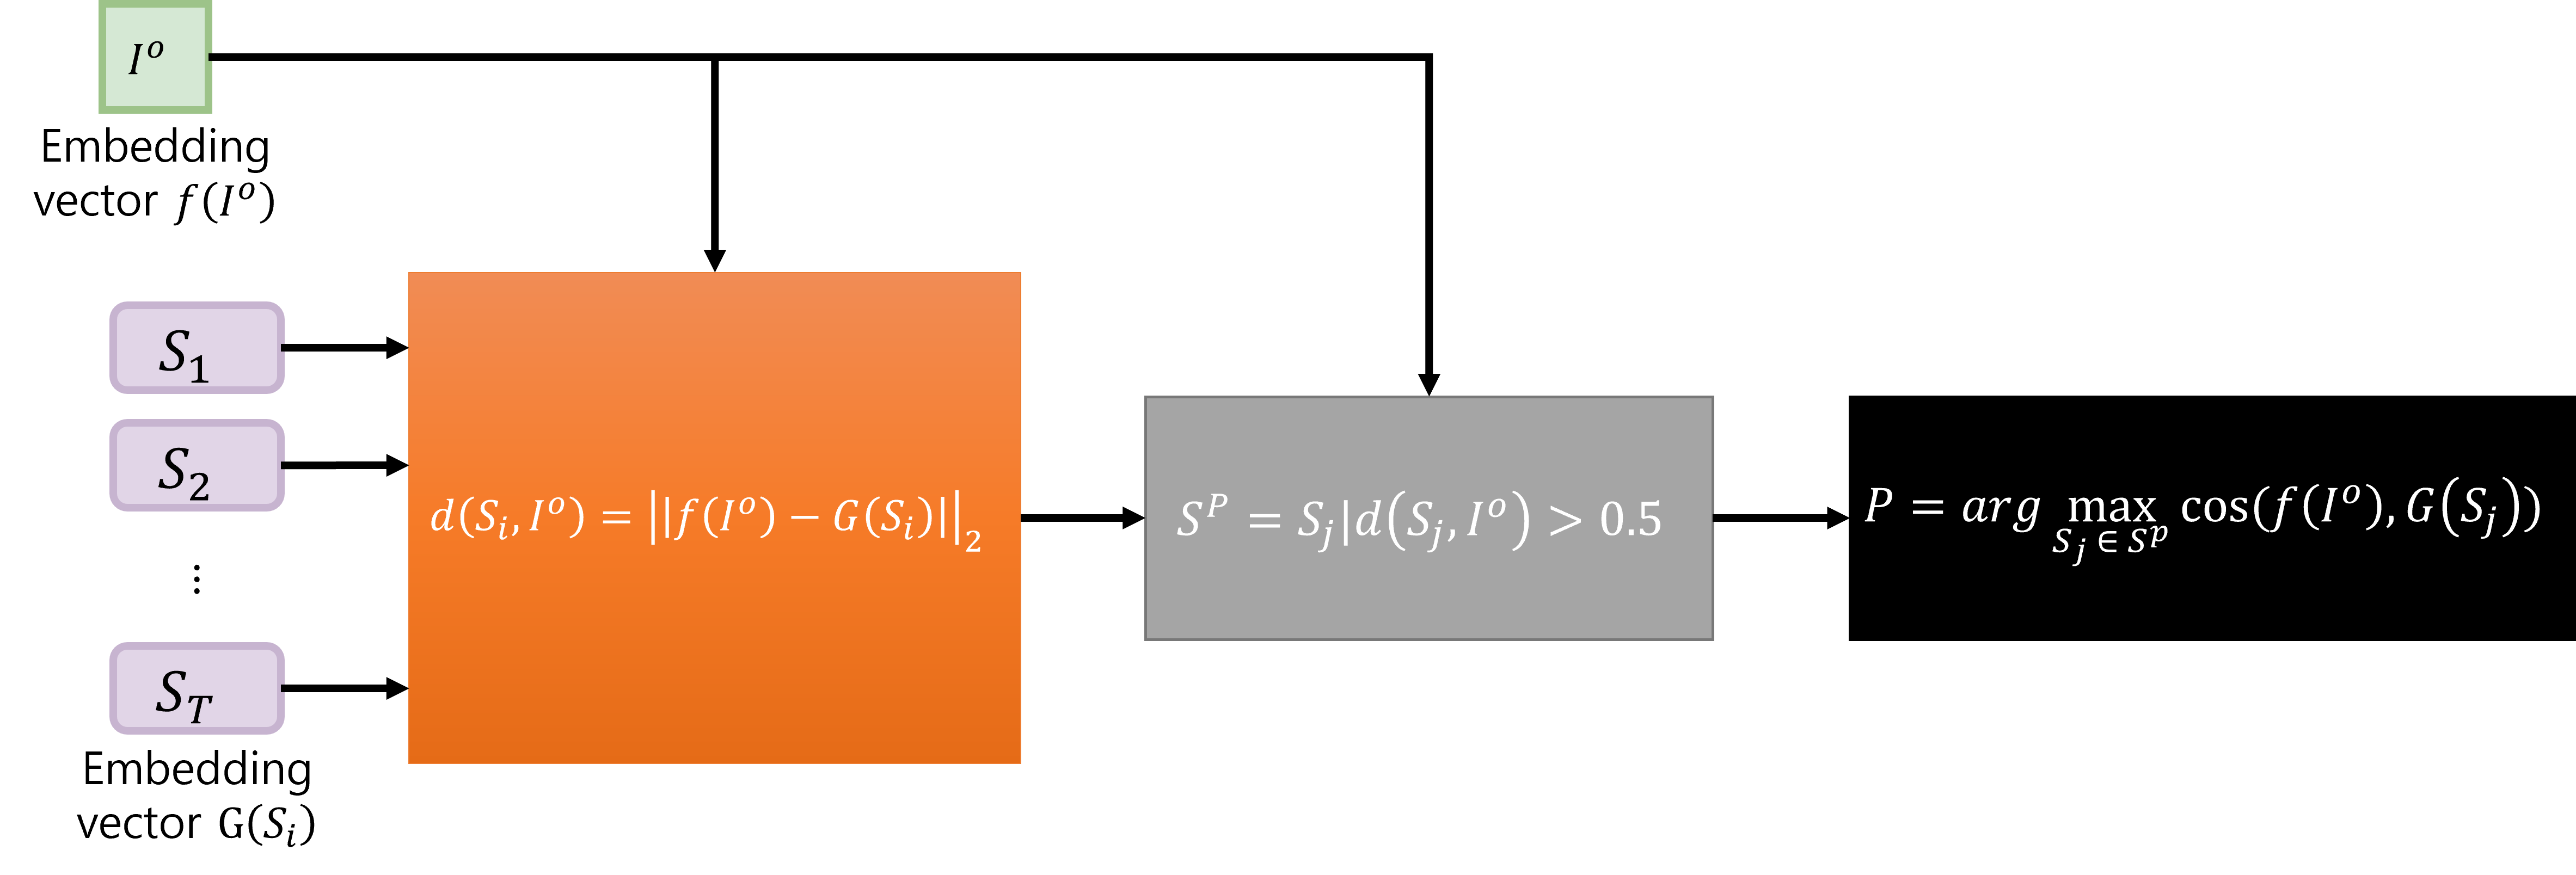 I^o
Embedding
vector f(I^o)
S_1
S_2
⋮
S_T
Embedding
vector G(S_i)
d(S_i, I^o) = ||f(I^o) − G(S_i)||_2
S^P = S_j|d(S_j, I^o) > 0.5
P = arg max_{S_j ∈ S^p} cos(f(I^o), G(S_j))